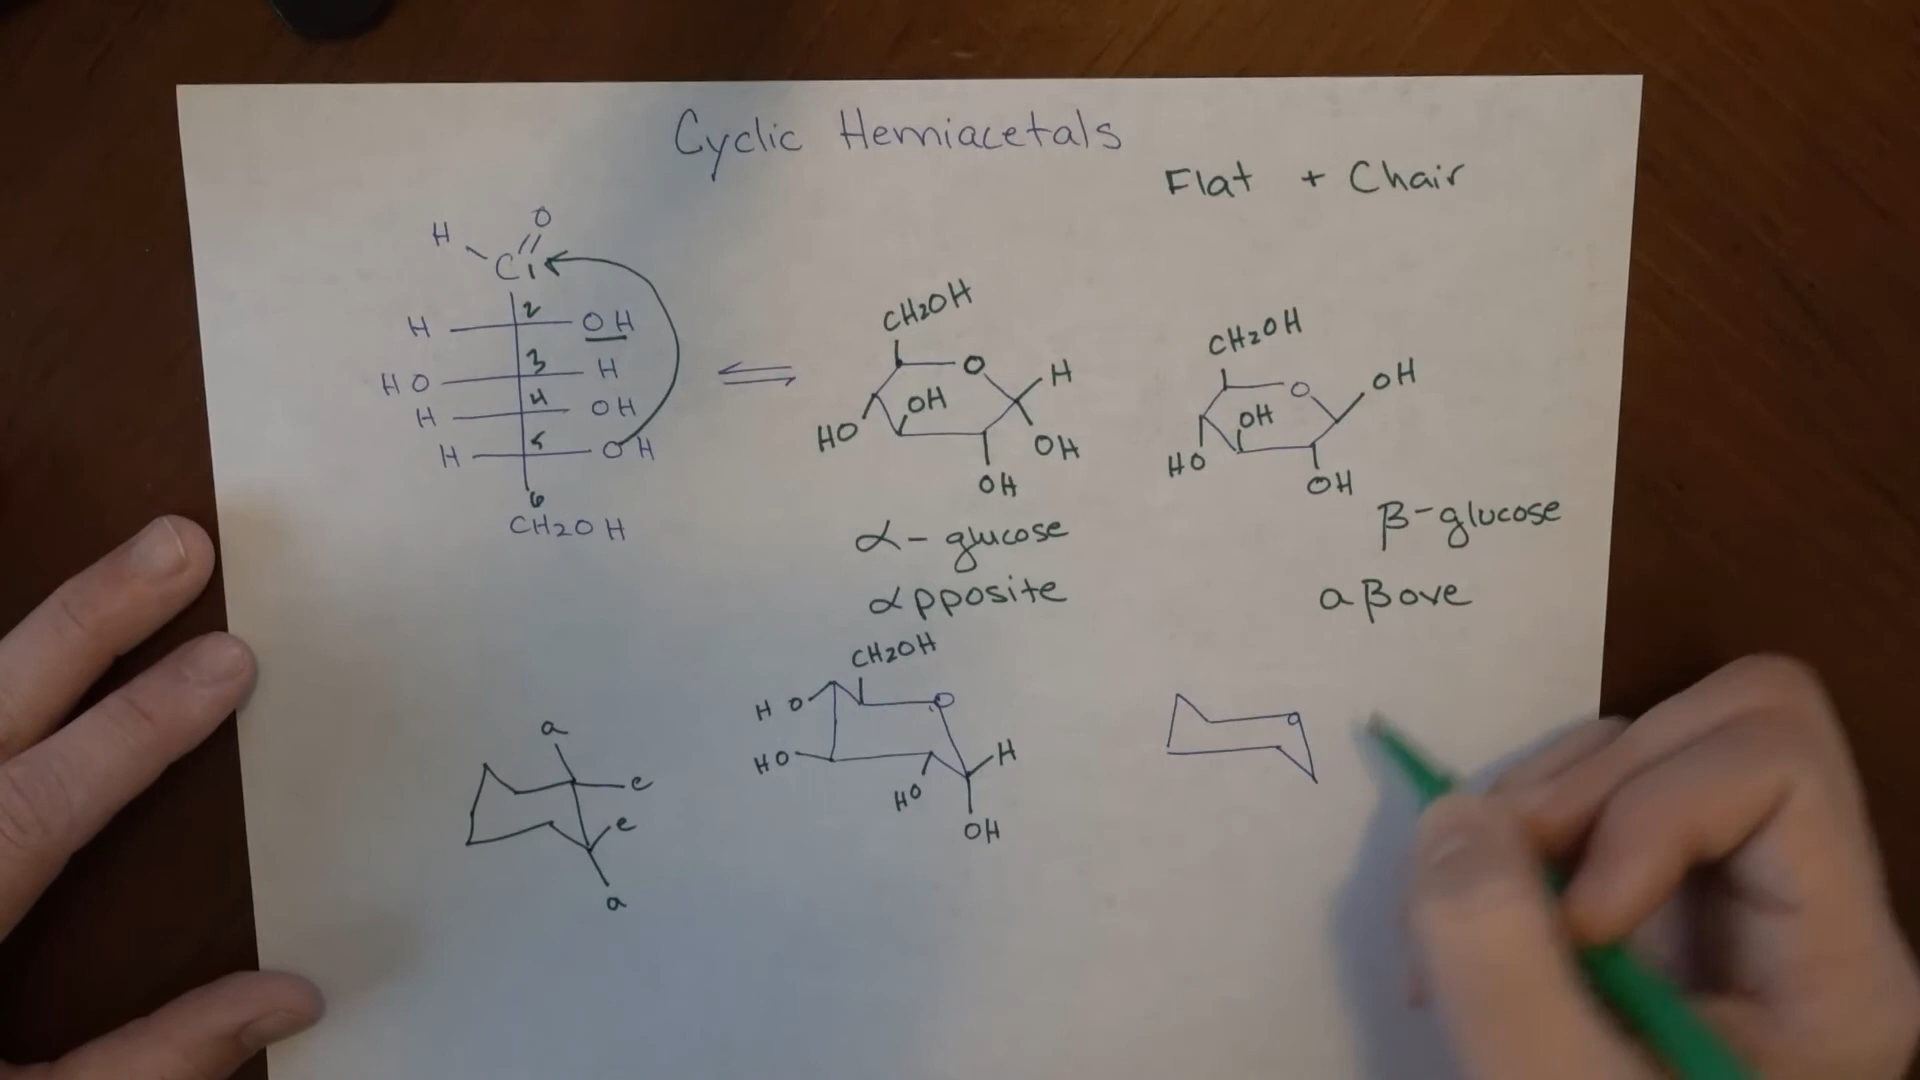 Cyclic Hemiacetals
Flat + Chair
H O
C 1
2
H OH
3
HO H
4
H OH
5
H OH
6
CH2OH
CH2OH
O H
OH
HO OH
OH
α-glucose
αpposite
CH2OH
O OH
OH
HO
OH
β-glucose
aβove
a
e
e
a
CH2OH
HO O
HO H
HO
OH
O